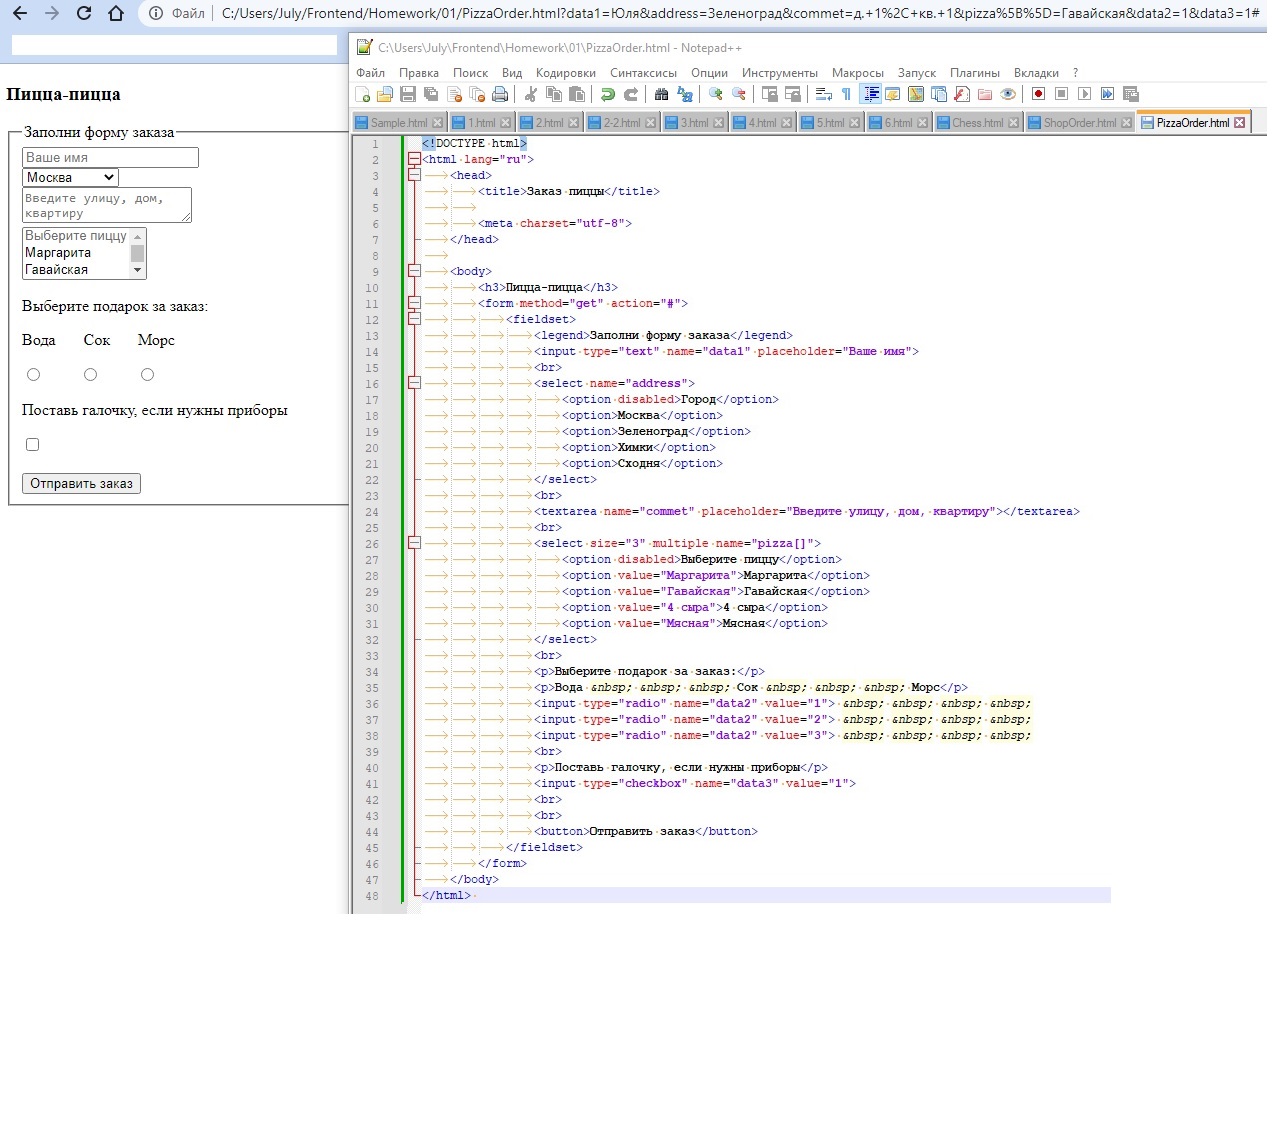 Файл C:/Users/July/Frontend/Homework/01/PizzaOrder.html?data1=Юля&address=Зеленоград&commet=д.+1%2C+кв.+1&pizza%5B%5D=Гавайская&data2=1&data3=1#
Пицца-пицца
Заполни форму заказа
Ваше имя
Москва
Введите улицу, дом,
квартиру
Выберите пиццу
Маргарита
Гавайская
Выберите подарок за заказ:
Вода Сок Морс
Поставь галочку, если нужны приборы
Отправить заказ
C:\Users\July\Frontend\Homework\01\PizzaOrder.html - Notepad++
Файл Правка Поиск Вид Кодировки Синтаксисы Опции Инструменты Макросы Запуск Плагины Вкладки ?
Sample.html 1.html 2.html 2-2.html 3.html 4.html 5.html 6.html Chess.html ShopOrder.html PizzaOrder.html
1 <!DOCTYPE html>
2 <html lang="ru">
3 <head>
4 <title>Заказ пиццы</title>
5
6 <meta charset="utf-8">
7 </head>
8
9 <body>
10 <h3>Пицца-пицца</h3>
11 <form method="get" action="#">
12 <fieldset>
13 <legend>Заполни форму заказа</legend>
14 <input type="text" name="data1" placeholder="Ваше имя">
15 <br>
16 <select name="address">
17 <option disabled>Город</option>
18 <option>Москва</option>
19 <option>Зеленоград</option>
20 <option>Химки</option>
21 <option>Сходня</option>
22 </select>
23 <br>
24 <textarea name="commet" placeholder="Введите улицу, дом, квартиру"></textarea>
25 <br>
26 <select size="3" multiple name="pizza[]">
27 <option disabled>Выберите пиццу</option>
28 <option value="Маргарита">Маргарита</option>
29 <option value="Гавайская">Гавайская</option>
30 <option value="4 сыра">4 сыра</option>
31 <option value="Мясная">Мясная</option>
32 </select>
33 <br>
34 <p>Выберите подарок за заказ:</p>
35 <p>Вода &nbsp; &nbsp; &nbsp; Сок &nbsp; &nbsp; &nbsp; Морс</p>
36 <input type="radio" name="data2" value="1"> &nbsp; &nbsp; &nbsp; &nbsp;
37 <input type="radio" name="data2" value="2"> &nbsp; &nbsp; &nbsp; &nbsp;
38 <input type="radio" name="data2" value="3"> &nbsp; &nbsp; &nbsp; &nbsp;
39 <br>
40 <p>Поставь галочку, если нужны приборы</p>
41 <input type="checkbox" name="data3" value="1">
42 <br>
43 <br>
44 <button>Отправить заказ</button>
45 </fieldset>
46 </form>
47 </body>
48 </html>